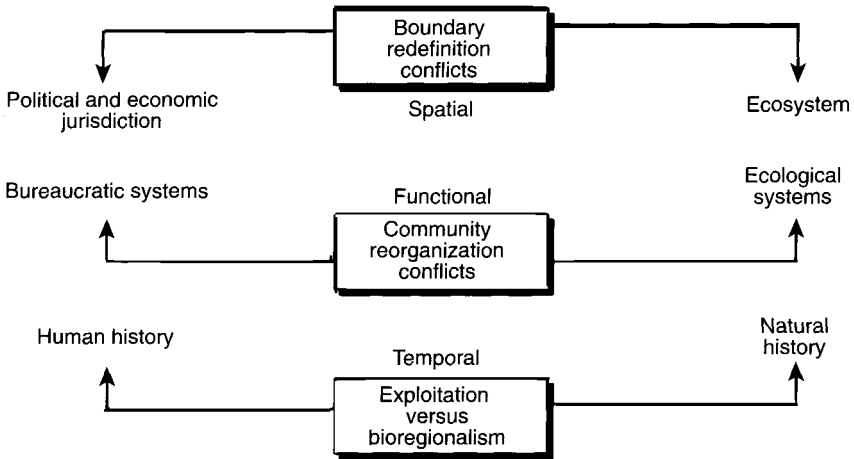 Boundary
redefinition
conflicts
Political and economic
jurisdiction
Spatial
Ecosystem
Bureaucratic systems
Functional
Ecological
systems
Community
reorganization
conflicts
Human history
Temporal
Natural
history
Exploitation
versus
bioregionalism